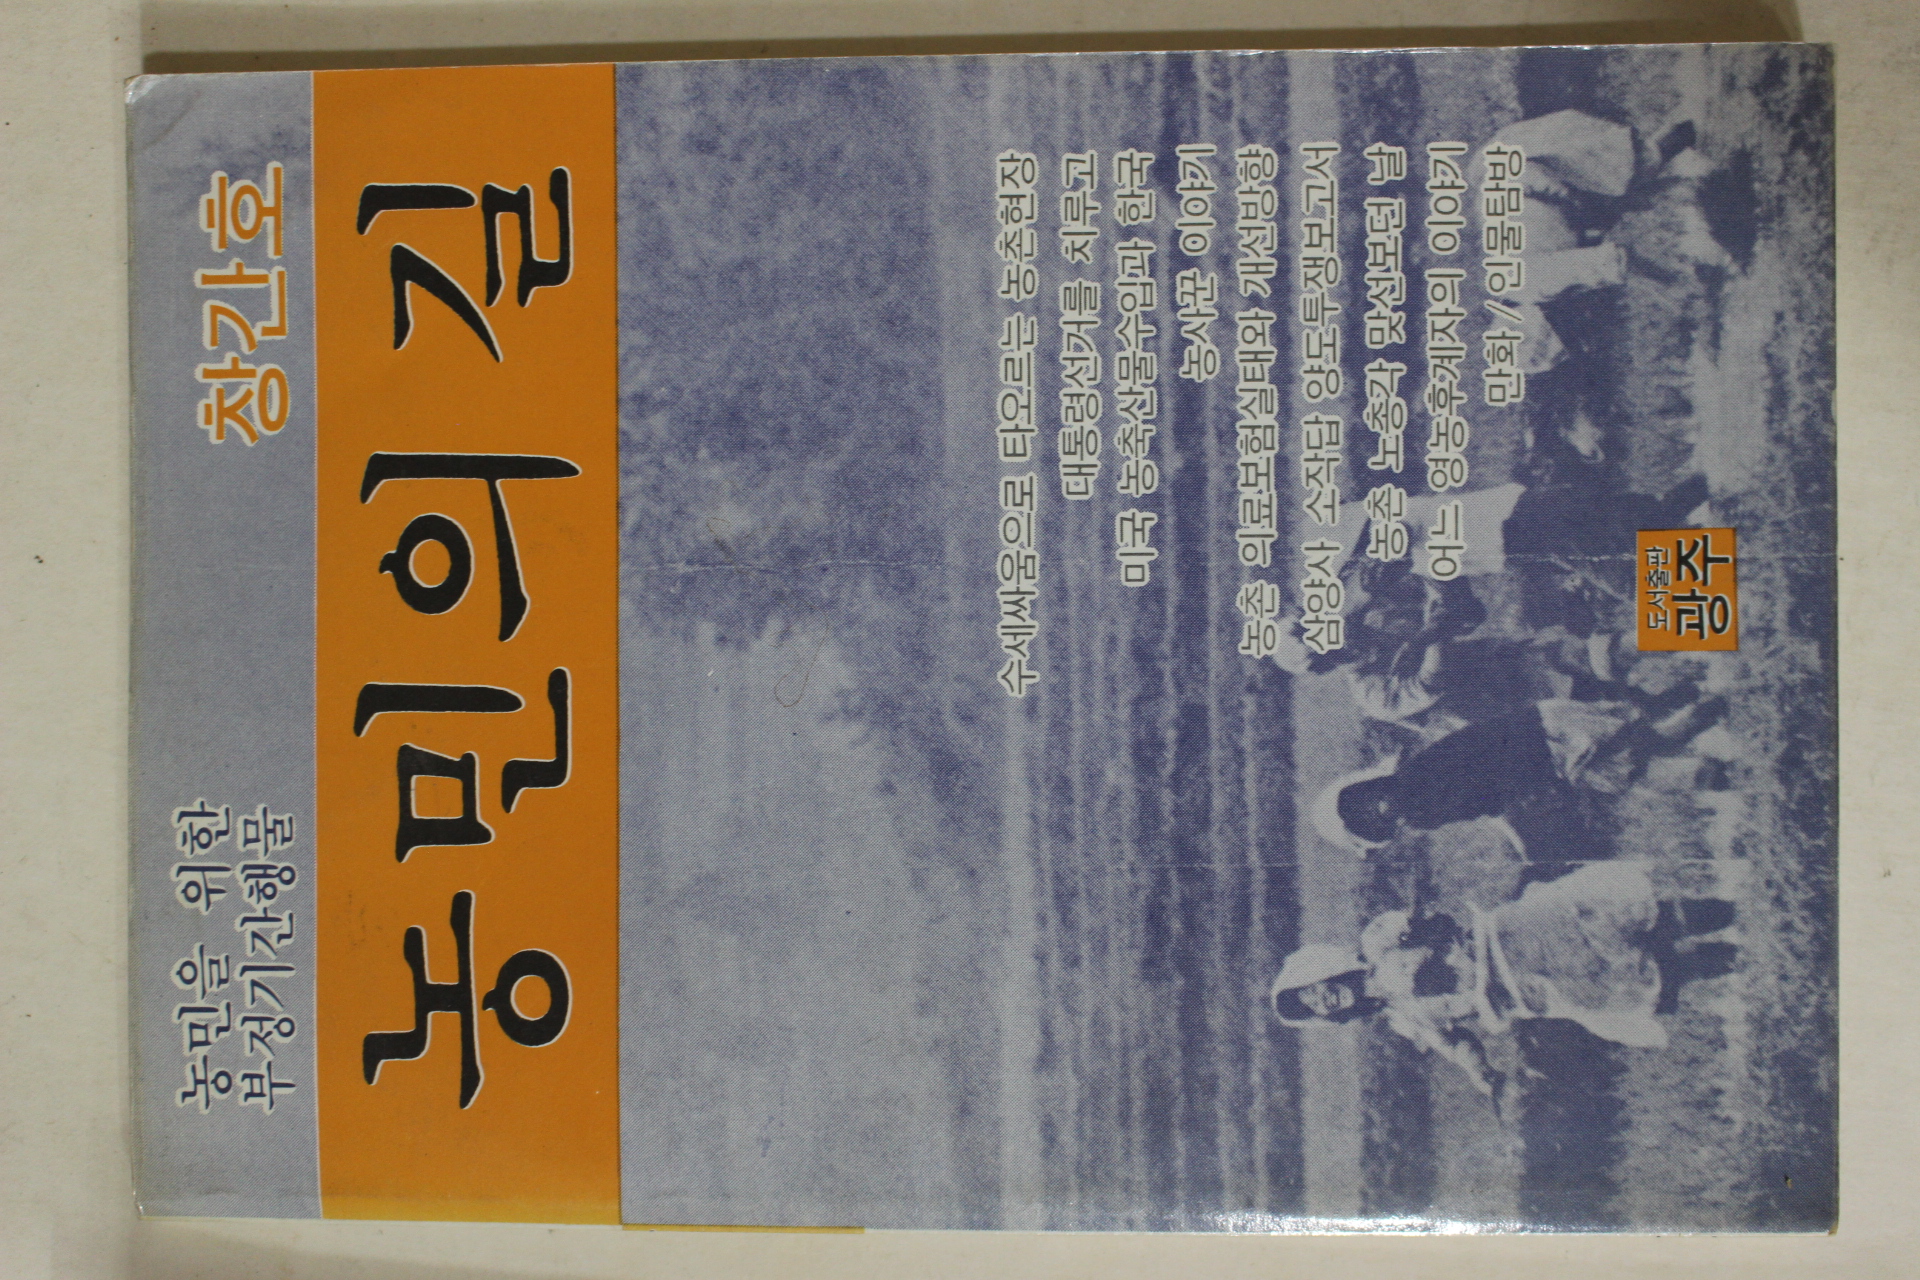 농민을 위한
부정기간행물
창간호
농민의 길
수세싸움으로 타오르는 농촌현장
대통령선거를 치루고
미국 농축산물수입과 한국
농사꾼 이야기
농촌 의료보험실태와 개선방향
삼양사 소작답 양도투쟁보고서
농촌 노총각 맞선보던 날
어느 영농후계자의 이야기
만화/인물탐방
도서출판
광주